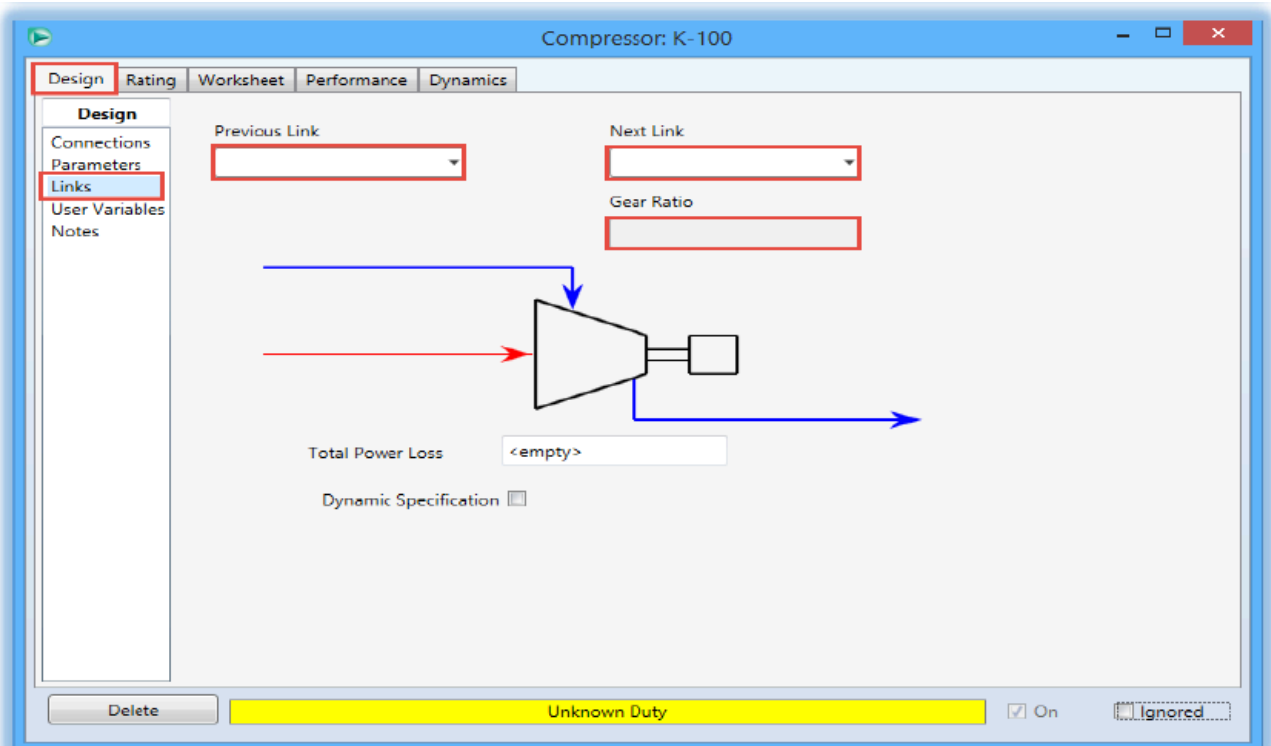 Compressor: K-100
Design Rating Worksheet Performance Dynamics
Design
Connections
Parameters
Links
User Variables
Notes
Previous Link
Next Link
Gear Ratio
Total Power Loss <empty>
Dynamic Specification
Delete
Unknown Duty
On
Ignored